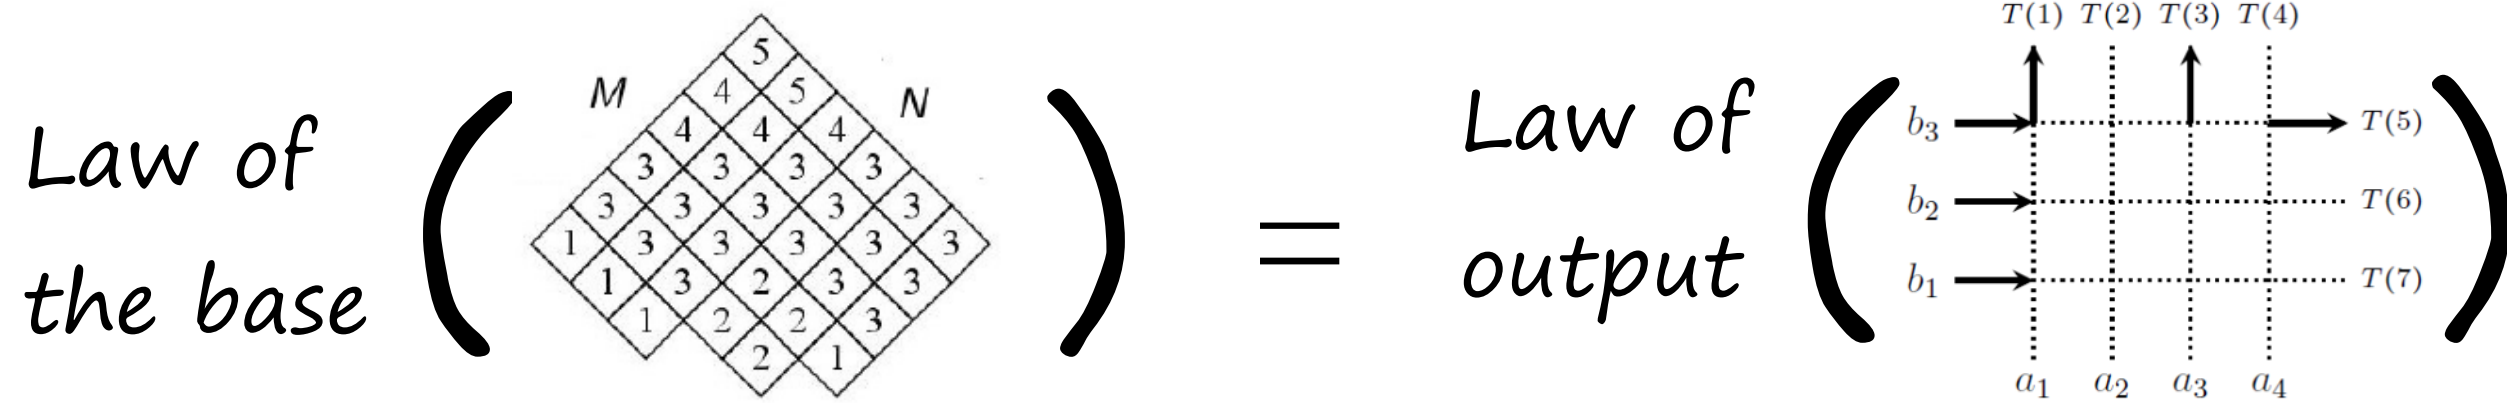 Law of
the base
M
N
5
4 5
4 4 4
3 3 3 3
3 3 3 3 3
1 3 3 3 3 3
1 3 2 3 3
1 2 2 3
2 1
=
Law of
output
T(1) T(2) T(3) T(4)
b₃ T(5)
b₂ T(6)
b₁ T(7)
a₁ a₂ a₃ a₄